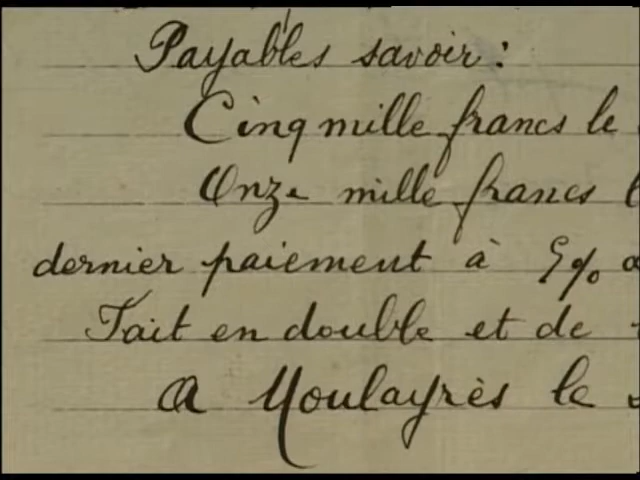 Payables savoir :
Cinq mille francs le
Onze mille francs
dernier paiement à 5%
Fait en double et de
A Moulayrès le